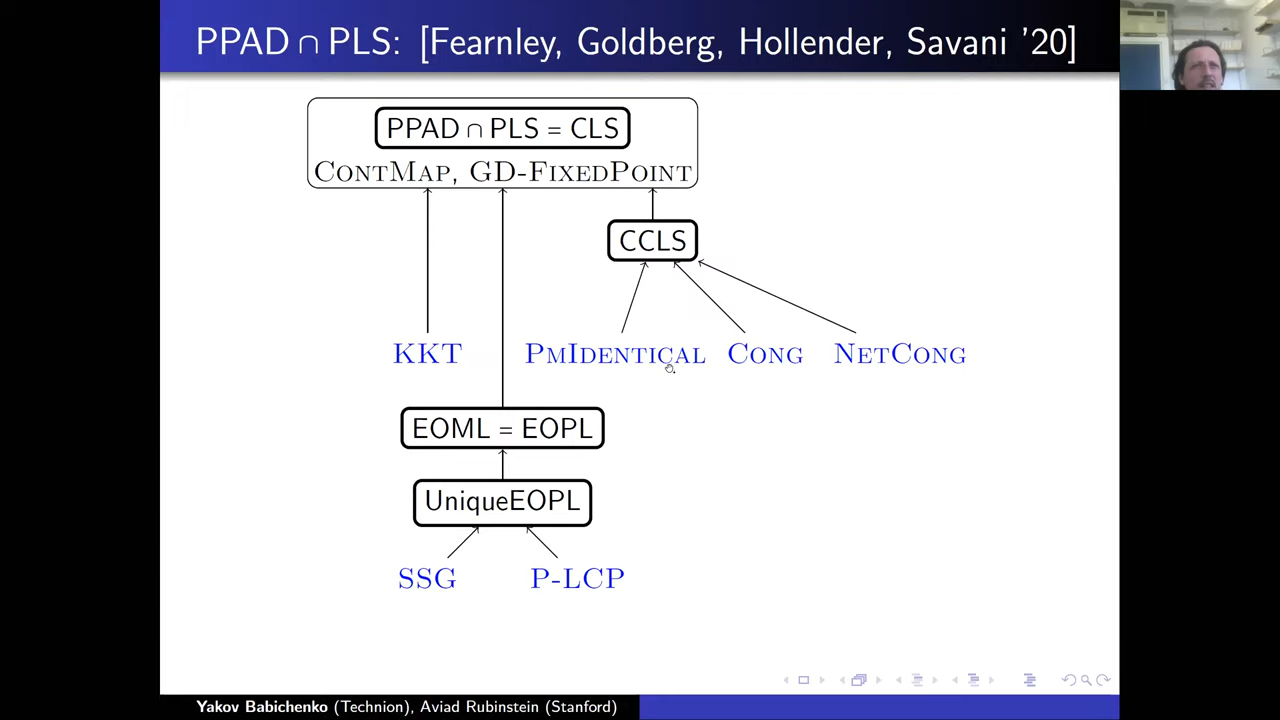 PPAD ∩ PLS: [Fearnley, Goldberg, Hollender, Savani '20]
PPAD ∩ PLS = CLS
ContMap, GD-FixedPoint
CCLS
KKT PmIdentical Cong NetCong
EOML = EOPL
UniqueEOPL
SSG P-LCP
Yakov Babichenko (Technion), Aviad Rubinstein (Stanford)